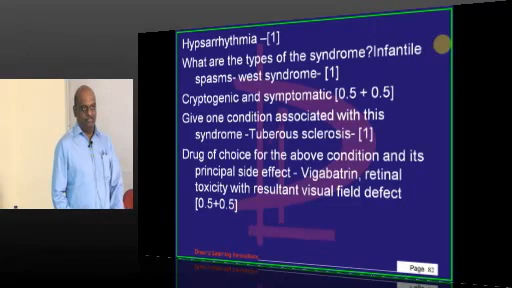 Hypsarrhythmia –[1]
What are the types of the syndrome?Infantile
spasms- west syndrome- [1]
Cryptogenic and symptomatic [0.5 + 0.5]
Give one condition associated with this
syndrome -Tuberous sclerosis- [1]
Drug of choice for the above condition and its
principal side effect - Vigabatrin, retinal
toxicity with resultant visual field defect
[0.5+0.5]
Page